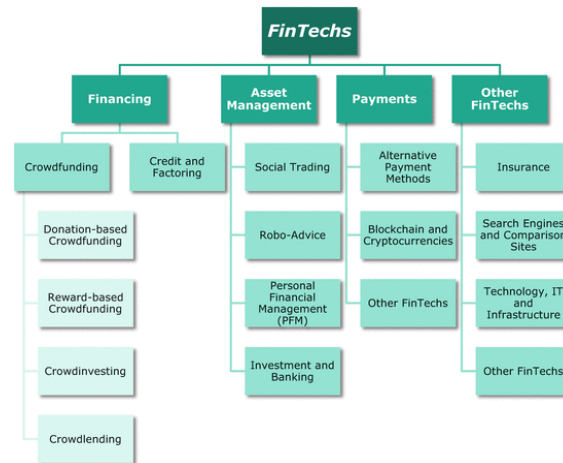 FinTechs
Financing
Asset
Management
Payments
Other
FinTechs
Crowdfunding
Credit and
Factoring
Social Trading
Alternative
Payment
Methods
Insurance
Donation-based
Crowdfunding
Robo-Advice
Blockchain and
Cryptocurrencies
Search Engines
and Comparison
Sites
Reward-based
Crowdfunding
Personal
Financial
Management
(PFM)
Other FinTechs
Technology, IT
and
Infrastructure
Crowdinvesting
Investment and
Banking
Other FinTechs
Crowdlending